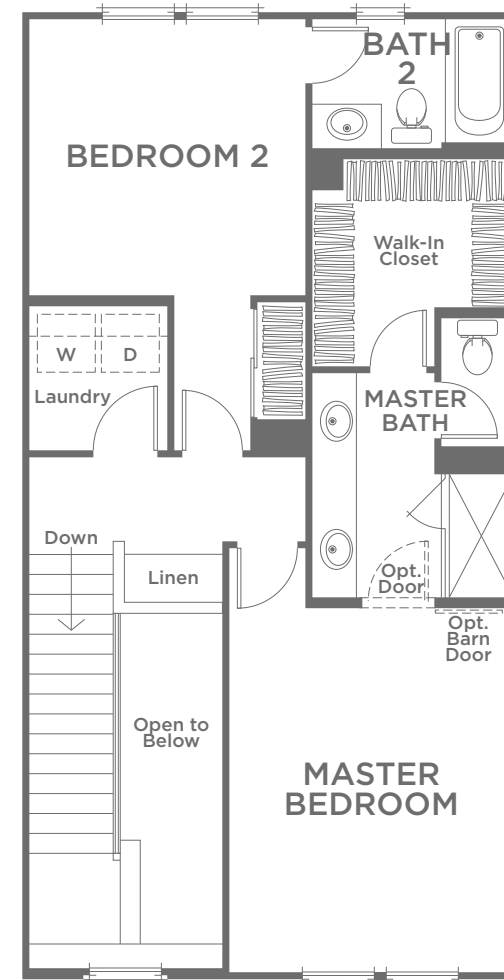 BATH
2
BEDROOM 2
Walk-In
Closet
W
D
Laundry
MASTER
BATH
Down
Linen
Opt.
Door
Opt.
Barn
Door
Open to
Below
MASTER
BEDROOM